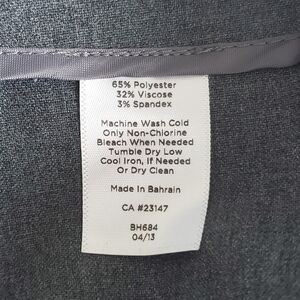 65% Polyester
32% Viscose
3% Spandex
Machine Wash Cold
Only Non-Chlorine
Bleach When Needed
Tumble Dry Low
Cool Iron, If Needed
Or Dry Clean
Made In Bahrain
CA #23147
BH684
04/13